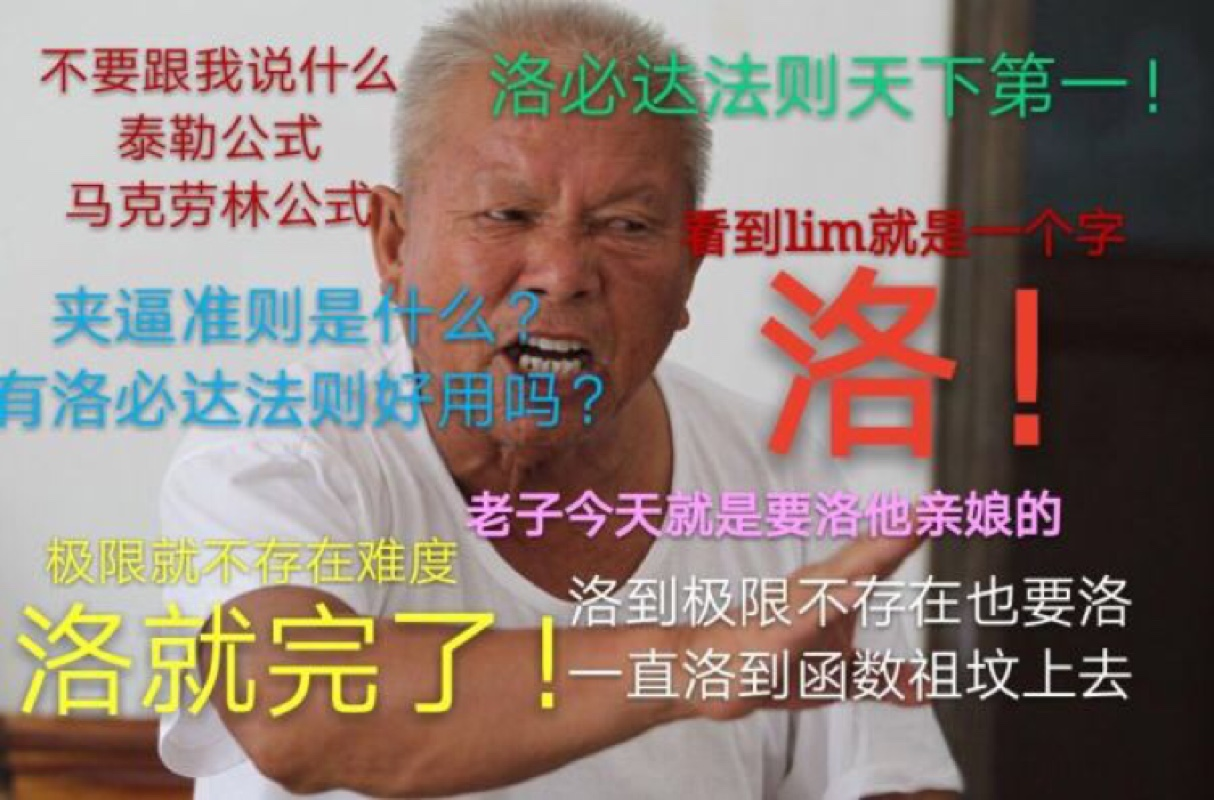 不要跟我说什么
泰勒公式
马克劳林公式
洛必达法则天下第一！
看到lim就是一个字
洛！
夹逼准则是什么？
有洛必达法则好用吗？
老子今天就是要洛他亲娘的
极限就不存在难度
洛就完了！
洛到极限不存在也要洛
一直洛到函数祖坟上去